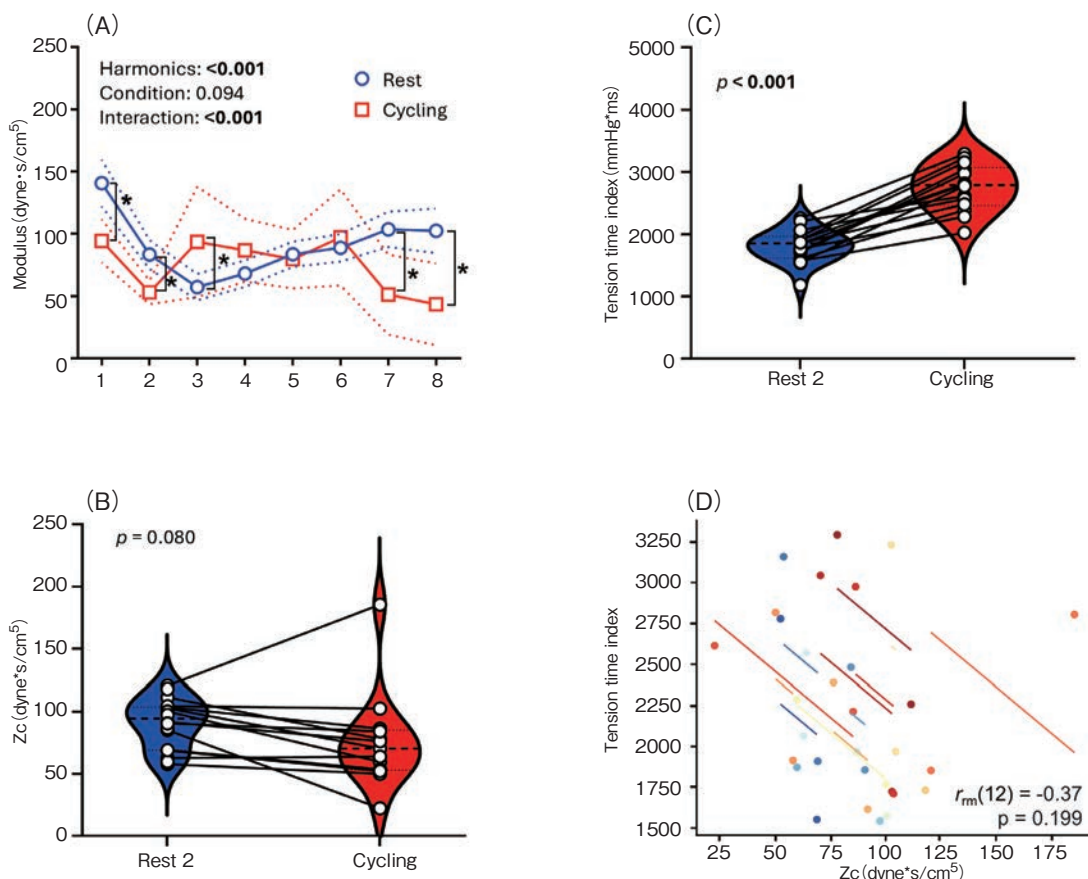 (A)
250
200
150
100
50
0
Modulus(dyne·s/cm⁵)
Harmonics: <0.001
Condition: 0.094
Interaction: <0.001
Rest
Cycling
*
*
*
*
*
1 2 3 4 5 6 7 8
(C)
5000
4000
3000
2000
1000
0
Tension time index(mmHg*ms)
p < 0.001
Rest 2 Cycling
(B)
250
200
150
100
50
0
Zc(dyne*s/cm⁵)
p = 0.080
Rest 2 Cycling
(D)
3250
3000
2750
2500
2250
2000
1750
1500
Tension time index
r_rm(12) = -0.37
p = 0.199
25 50 75 100 125 150 175
Zc(dyne*s/cm⁵)